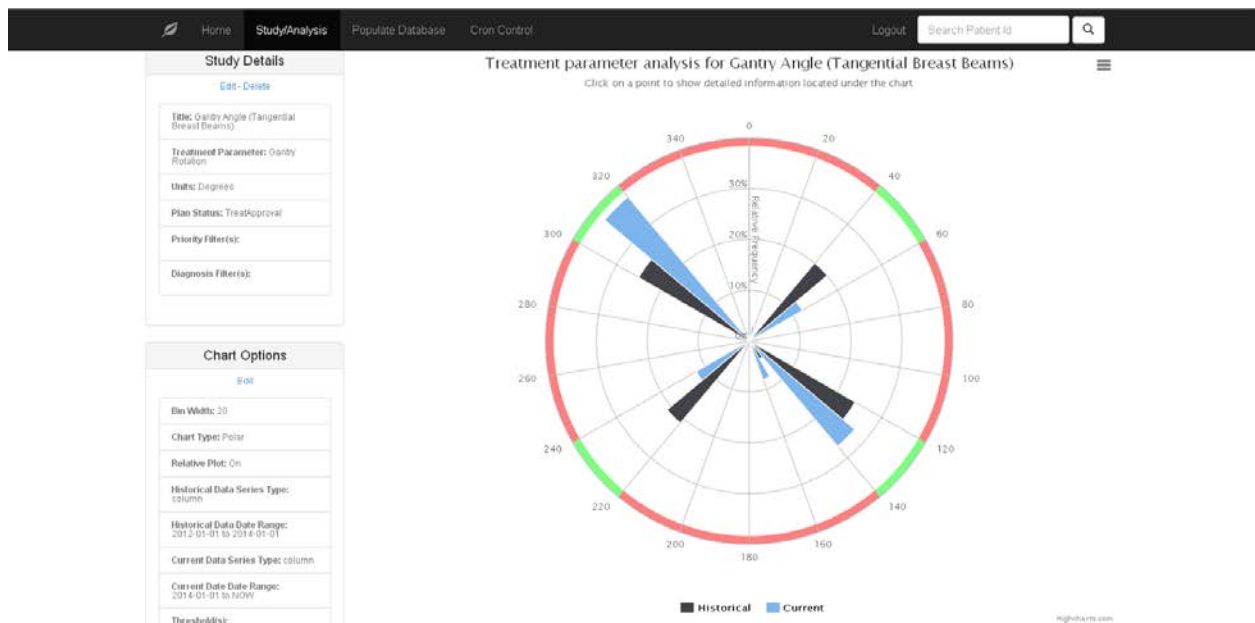 Home Study/Analysis Populate Database Cron Control Logout Search Patient Id
Study Details
Edit - Delete
Title: Gantry Angle (Tangential
Breast Beams)
Treatment Parameter: Gantry
Rotation
Units: Degrees
Plan Status: TreatApproval
Priority Filter(s):
Diagnosis Filter(s):
Chart Options
Edit
Bin Width: 20
Chart Type: Polar
Relative Plot: On
Historical Data Series Type:
column
Historical Data Date Range:
2012-01-01 to 2014-01-01
Current Data Series Type: column
Current Date Date Range:
2014-01-01 to NOW
Threshold(s):
Treatment parameter analysis for Gantry Angle (Tangential Breast Beams)
Click on a point to show detailed information located under the chart
0
20
40
60
80
100
120
140
160
180
200
220
240
260
280
300
320
340
30%
20%
10%
0%
Relative Frequency
Historical Current
Highcharts.com